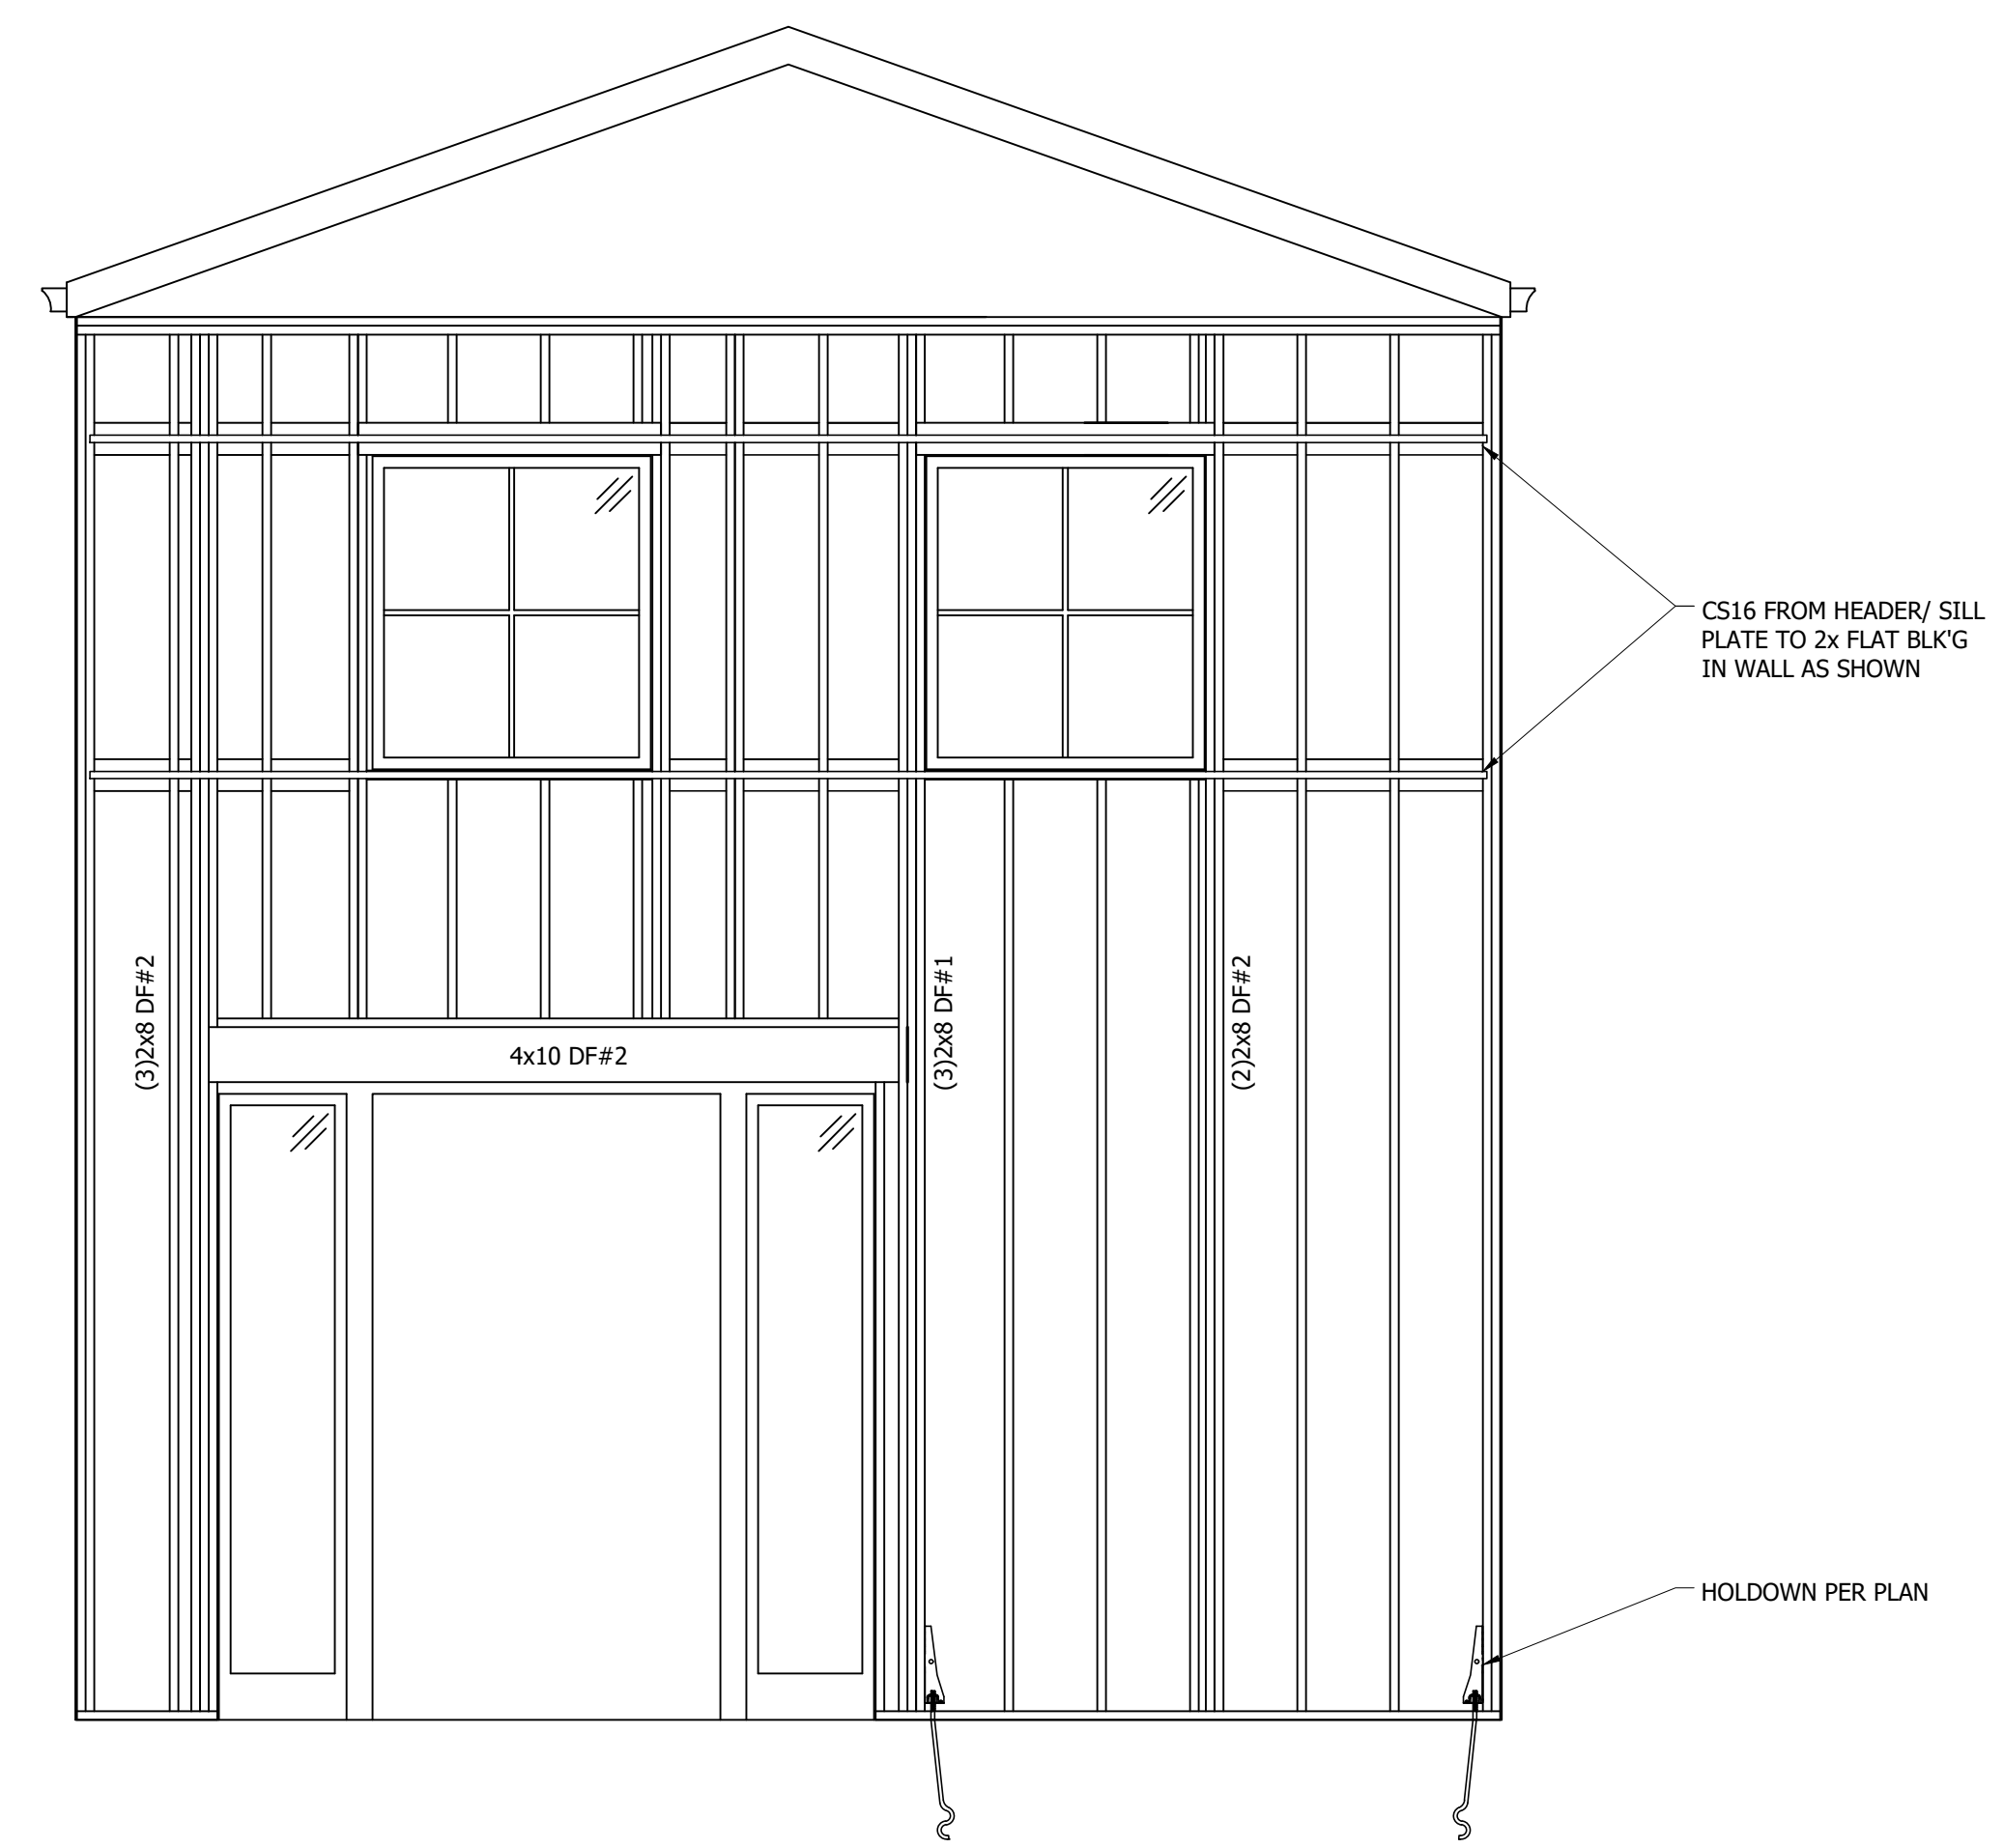 CS16 FROM HEADER/ SILL
PLATE TO 2x FLAT BLK'G
IN WALL AS SHOWN
(3)2x8 DF#2
4x10 DF#2
(3)2x8 DF#1
(2)2x8 DF#2
HOLDOWN PER PLAN